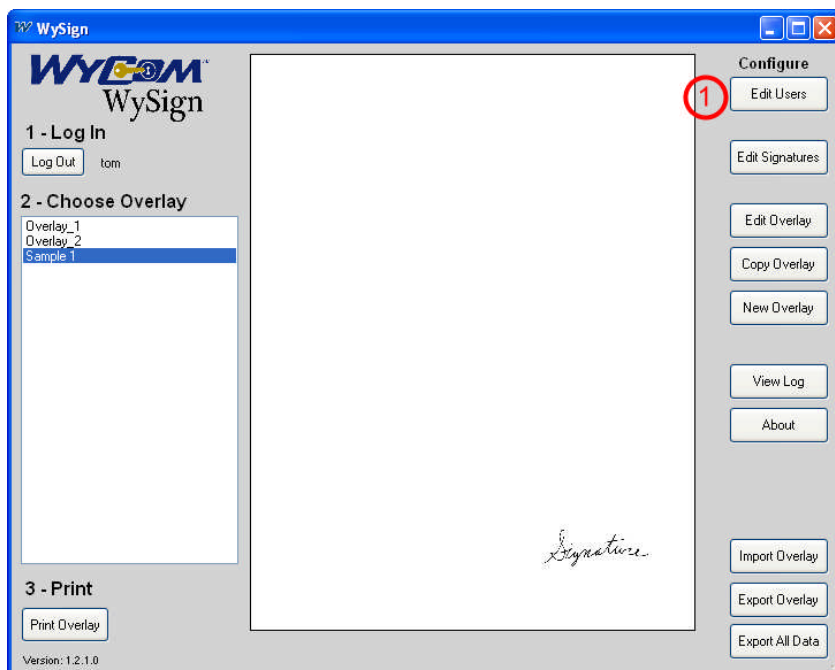 WySign
WYCOM™
WySign
1 - Log In
Log Out tom
2 - Choose Overlay
Overlay_1
Overlay_2
Sample 1
Signature
3 - Print
Print Overlay
Version: 1.2.1.0
Configure
1 Edit Users
Edit Signatures
Edit Overlay
Copy Overlay
New Overlay
View Log
About
Import Overlay
Export Overlay
Export All Data